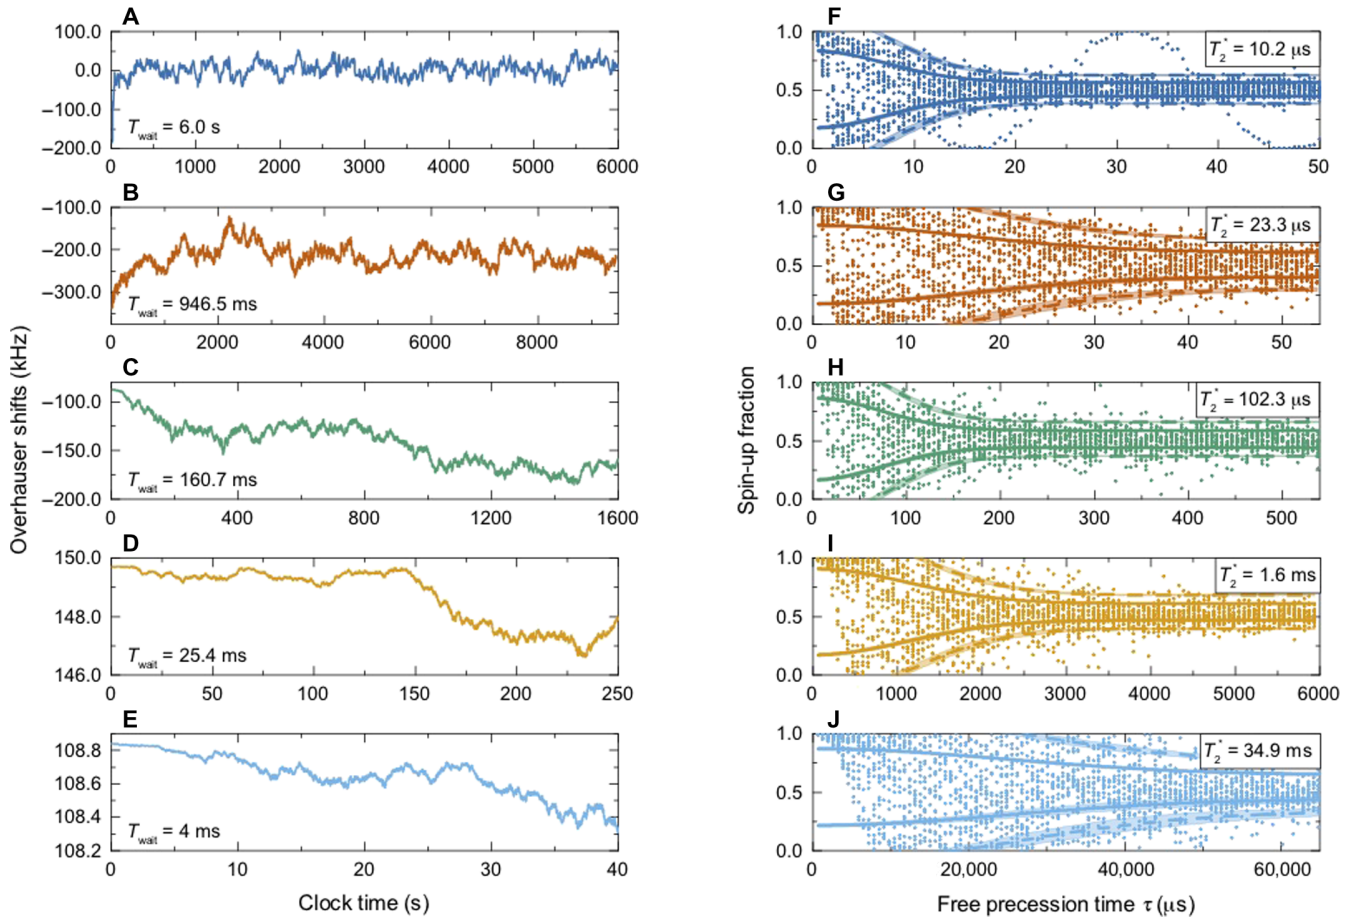 A
100.0
0.0
−100.0
−200.0
T_wait = 6.0 s
0 1000 2000 3000 4000 5000 6000
B
−100.0
−200.0
−300.0
T_wait = 946.5 ms
0 2000 4000 6000 8000
C
−100.0
−150.0
−200.0
T_wait = 160.7 ms
0 400 800 1200 1600
D
150.0
148.0
146.0
T_wait = 25.4 ms
0 50 100 150 200 250
E
108.8
108.6
108.4
108.2
T_wait = 4 ms
0 10 20 30 40
Overhauser shifts (kHz)
Clock time (s)
F
1.0
0.5
0.0
T₂* = 10.2 μs
0 10 20 30 40 50
G
1.0
0.5
0.0
T₂* = 23.3 μs
0 10 20 30 40 50
H
1.0
0.5
0.0
T₂* = 102.3 μs
0 100 200 300 400 500
I
1.0
0.5
0.0
T₂* = 1.6 ms
0 1000 2000 3000 4000 5000 6000
J
1.0
0.5
0.0
T₂* = 34.9 ms
0 20,000 40,000 60,000
Spin-up fraction
Free precession time τ (μs)